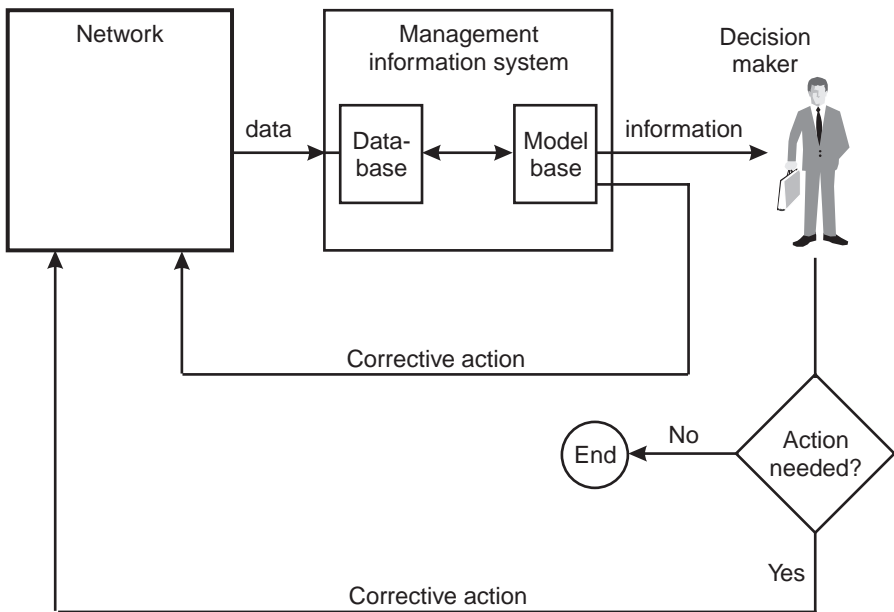 Network
Management
information system
Decision
maker
data
Data-
base
Model
base
information
Corrective action
No
End
Action
needed?
Yes
Corrective action